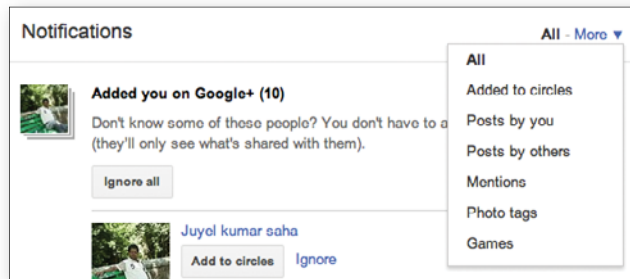 Notifications
All - More ▼
All
Added to circles
Posts by you
Posts by others
Mentions
Photo tags
Games
Added you on Google+ (10)
Don't know some of these people? You don't have to a
(they'll only see what's shared with them).
Ignore all
Juyel kumar saha
Add to circles Ignore